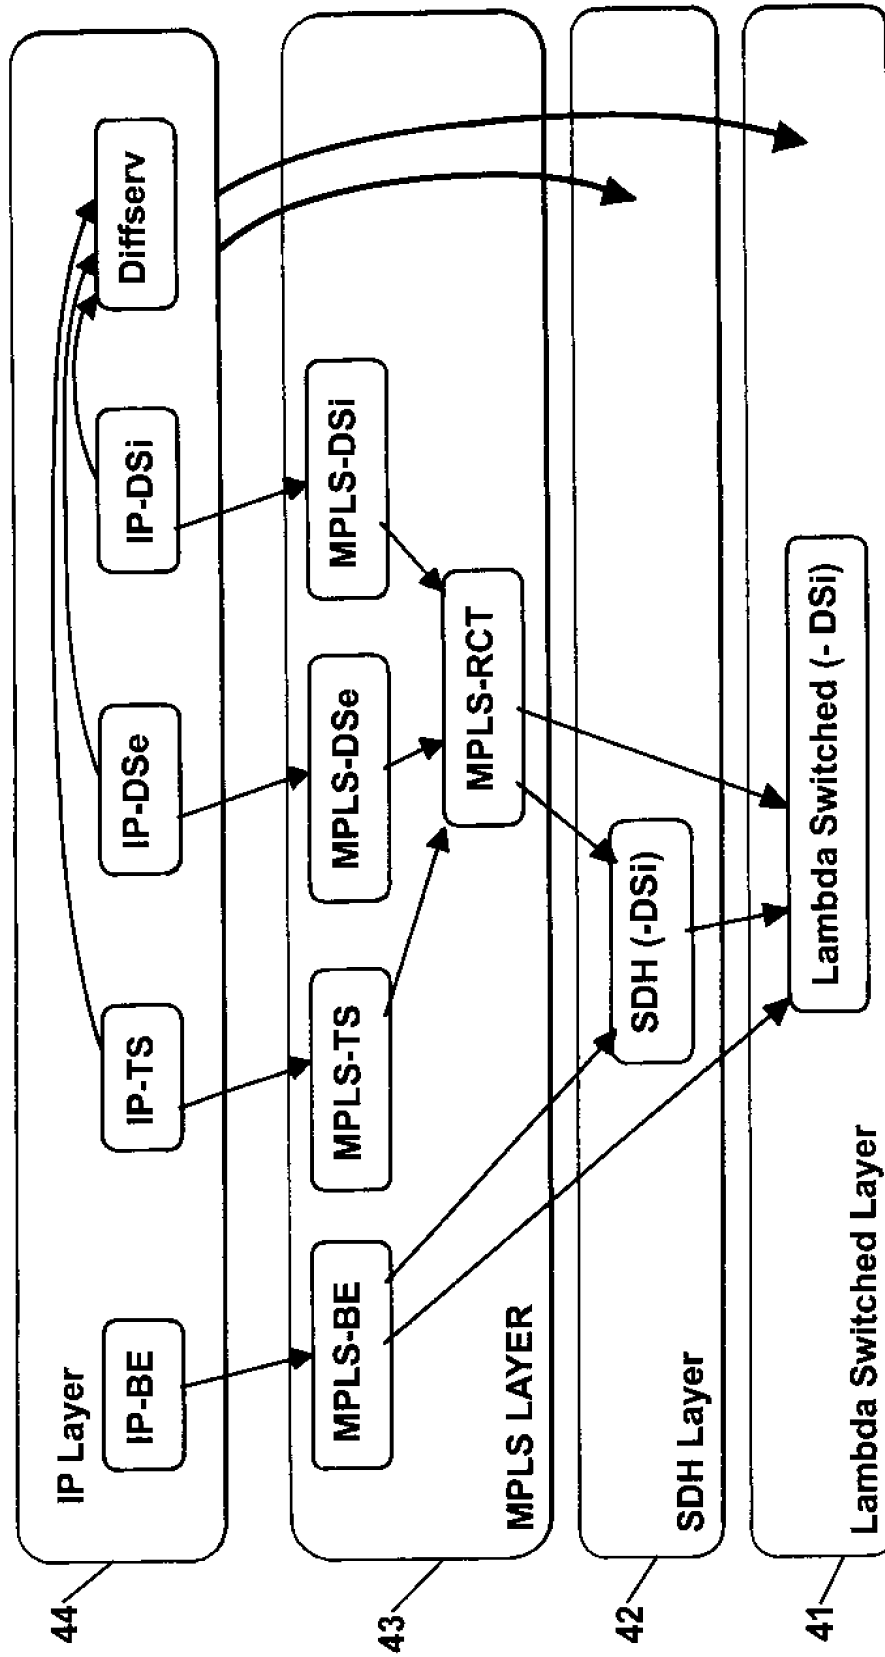 44
IP Layer
IP-BE
IP-TS
IP-DSe
IP-DSi
Diffserv
43
MPLS LAYER
MPLS-BE
MPLS-TS
MPLS-DSe
MPLS-DSi
MPLS-RCT
42
SDH Layer
SDH (-DSi)
41
Lambda Switched Layer
Lambda Switched (- DSi)